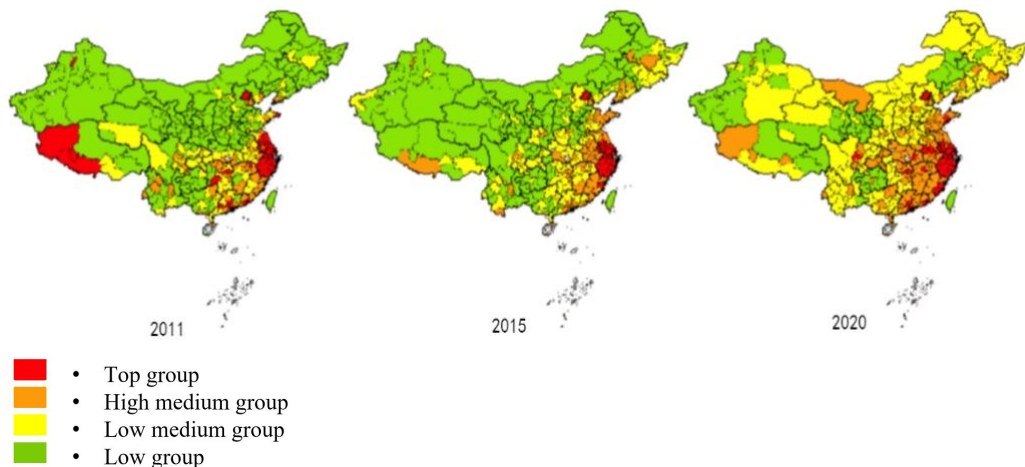 2011
2015
2020
• Top group
• High medium group
• Low medium group
• Low group